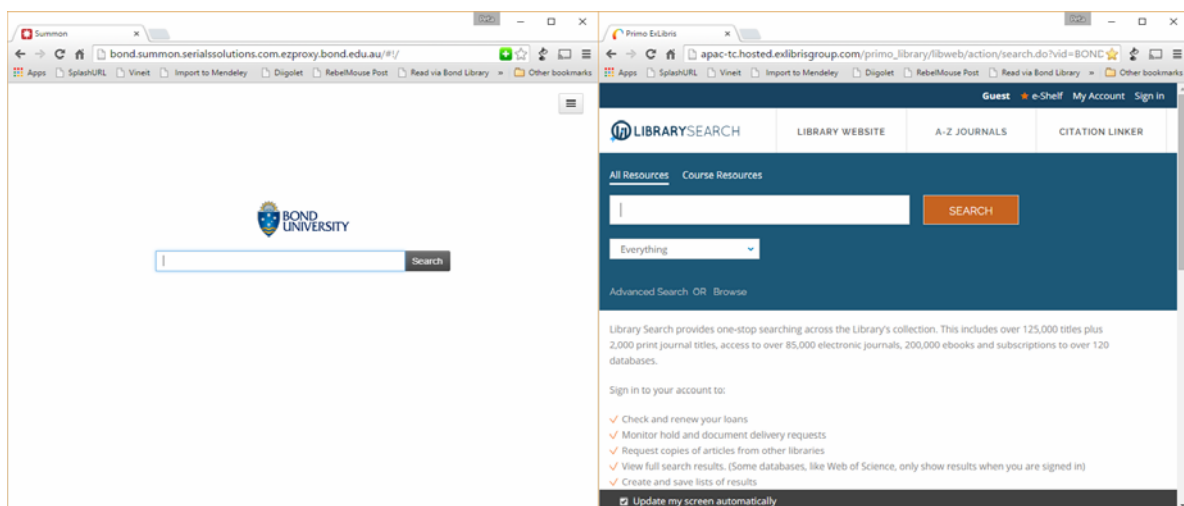 Beta
Summon
bond.summon.serialssolutions.com.ezproxy.bond.edu.au/#!/
Apps SplashURL Vineit Import to Mendeley Diigolet RebelMouse Post Read via Bond Library » Other bookmarks
BOND
UNIVERSITY
Search
Beta
Primo ExLibris
apac-tc.hosted.exlibrisgroup.com/primo_library/libweb/action/search.do?vid=BOND
Apps SplashURL Vineit Import to Mendeley Diigolet RebelMouse Post Read via Bond Library » Other bookmarks
Guest e-Shelf My Account Sign in
LIBRARYSEARCH LIBRARY WEBSITE A-Z JOURNALS CITATION LINKER
All Resources Course Resources
SEARCH
Everything
Advanced Search OR Browse
Library Search provides one-stop searching across the Library's collection. This includes over 125,000 titles plus
2,000 print journal titles, access to over 85,000 electronic journals, 200,000 ebooks and subscriptions to over 120
databases.
Sign in to your account to:
✓ Check and renew your loans
✓ Monitor hold and document delivery requests
✓ Request copies of articles from other libraries
✓ View full search results. (Some databases, like Web of Science, only show results when you are signed in)
✓ Create and save lists of results
Update my screen automatically